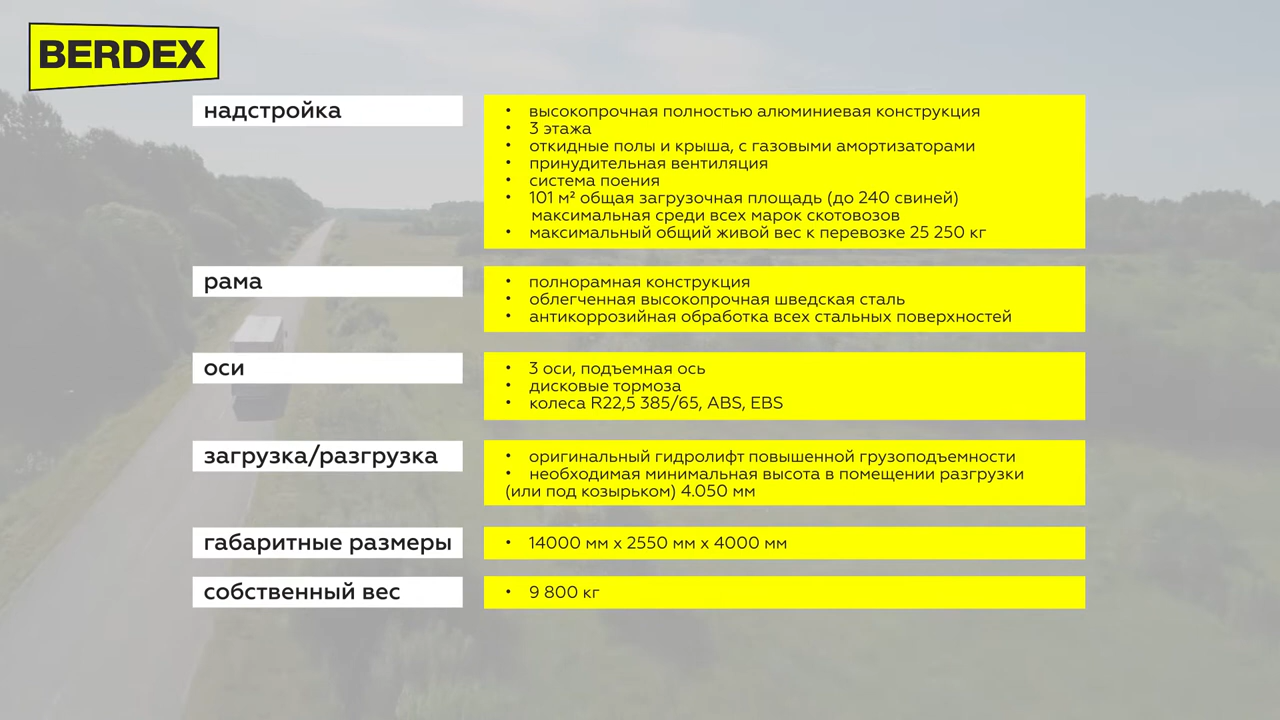 BERDEX
надстройка
• высокопрочная полностью алюминиевая конструкция
• 3 этажа
• откидные полы и крыша, с газовыми амортизаторами
• принудительная вентиляция
• система поения
• 101 м² общая загрузочная площадь (до 240 свиней)
максимальная среди всех марок скотовозов
• максимальный общий живой вес к перевозке 25 250 кг
рама
• полнорамная конструкция
• облегченная высокопрочная шведская сталь
• антикоррозийная обработка всех стальных поверхностей
оси
• 3 оси, подъемная ось
• дисковые тормоза
• колеса R22,5 385/65, ABS, EBS
загрузка/разгрузка
• оригинальный гидролифт повышенной грузоподъемности
• необходимая минимальная высота в помещении разгрузки
(или под козырьком) 4.050 мм
габаритные размеры
• 14000 мм х 2550 мм х 4000 мм
собственный вес
• 9 800 кг